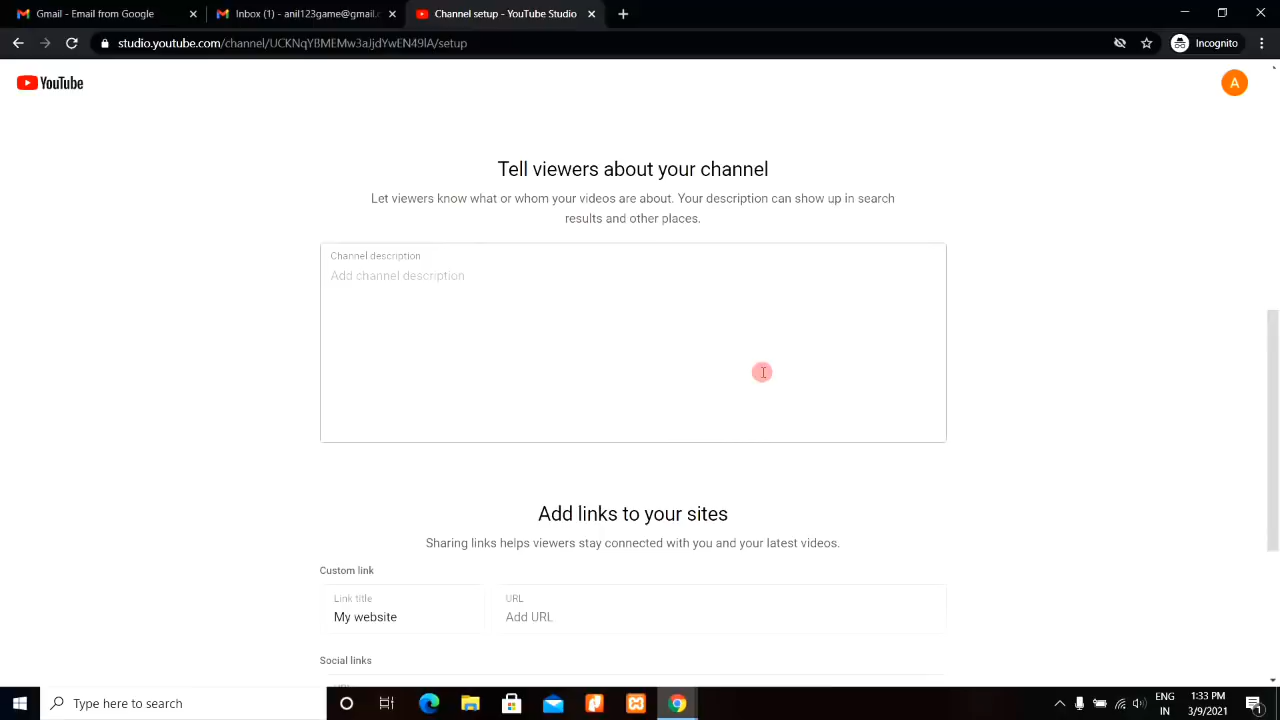 Gmail - Email from Google
Inbox (1) - anil123game@gmail.c
Channel setup - YouTube Studio
studio.youtube.com/channel/UCKNqYBMEMw3aJjdYwEN49lA/setup
Incognito
YouTube
A
Tell viewers about your channel
Let viewers know what or whom your videos are about. Your description can show up in search
results and other places.
Channel description
Add channel description
Add links to your sites
Sharing links helps viewers stay connected with you and your latest videos.
Custom link
Link title
URL
My website
Add URL
Social links
Type here to search
ENG
IN
1:33 PM
3/9/2021
1